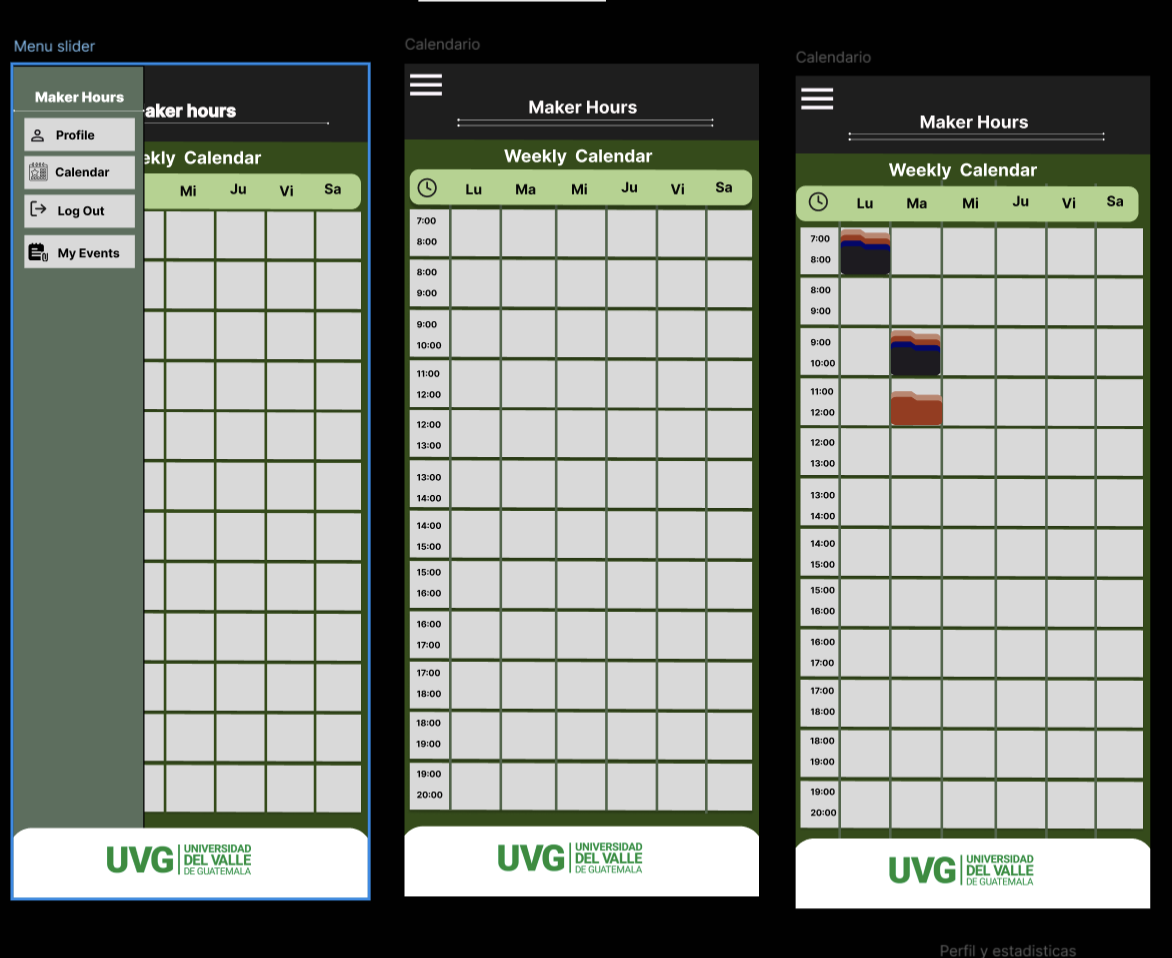 Menu slider
Maker Hours
aker hours
Profile
Calendar
Log Out
My Events
ekly Calendar
Mi Ju Vi Sa
UVG UNIVERSIDAD
DEL VALLE
DE GUATEMALA
Calendario
Maker Hours
Weekly Calendar
Lu Ma Mi Ju Vi Sa
7:00
8:00
8:00
9:00
9:00
10:00
11:00
12:00
12:00
13:00
13:00
14:00
14:00
15:00
15:00
16:00
16:00
17:00
17:00
18:00
18:00
19:00
19:00
20:00
UVG UNIVERSIDAD
DEL VALLE
DE GUATEMALA
Calendario
Maker Hours
Weekly Calendar
Lu Ma Mi Ju Vi Sa
7:00
8:00
8:00
9:00
9:00
10:00
11:00
12:00
12:00
13:00
13:00
14:00
14:00
15:00
15:00
16:00
16:00
17:00
17:00
18:00
18:00
19:00
19:00
20:00
UVG UNIVERSIDAD
DEL VALLE
DE GUATEMALA
Perfil y estadisticas